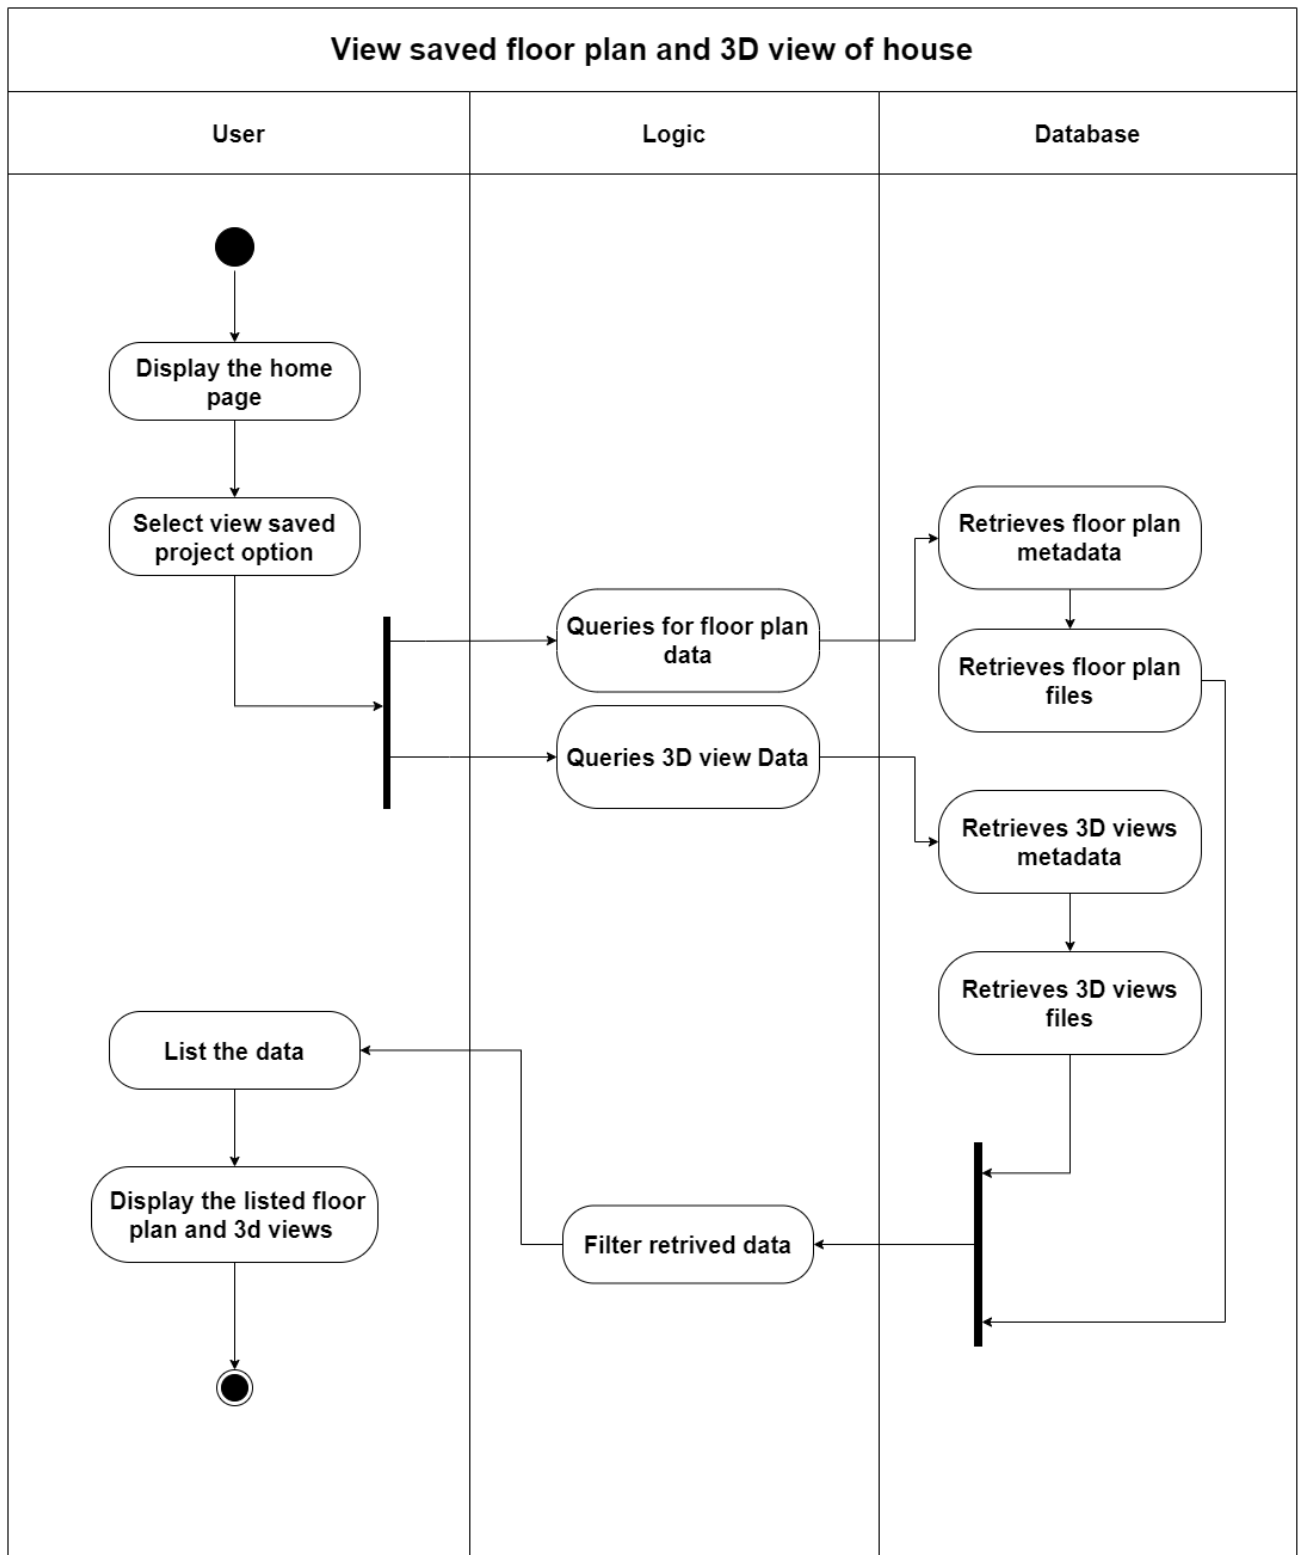 View saved floor plan and 3D view of house
User
Logic
Database
Display the home
page
Select view saved
project option
Queries for floor plan
data
Queries 3D view Data
Retrieves floor plan
metadata
Retrieves floor plan
files
Retrieves 3D views
metadata
Retrieves 3D views
files
Filter retrived data
List the data
Display the listed floor
plan and 3d views